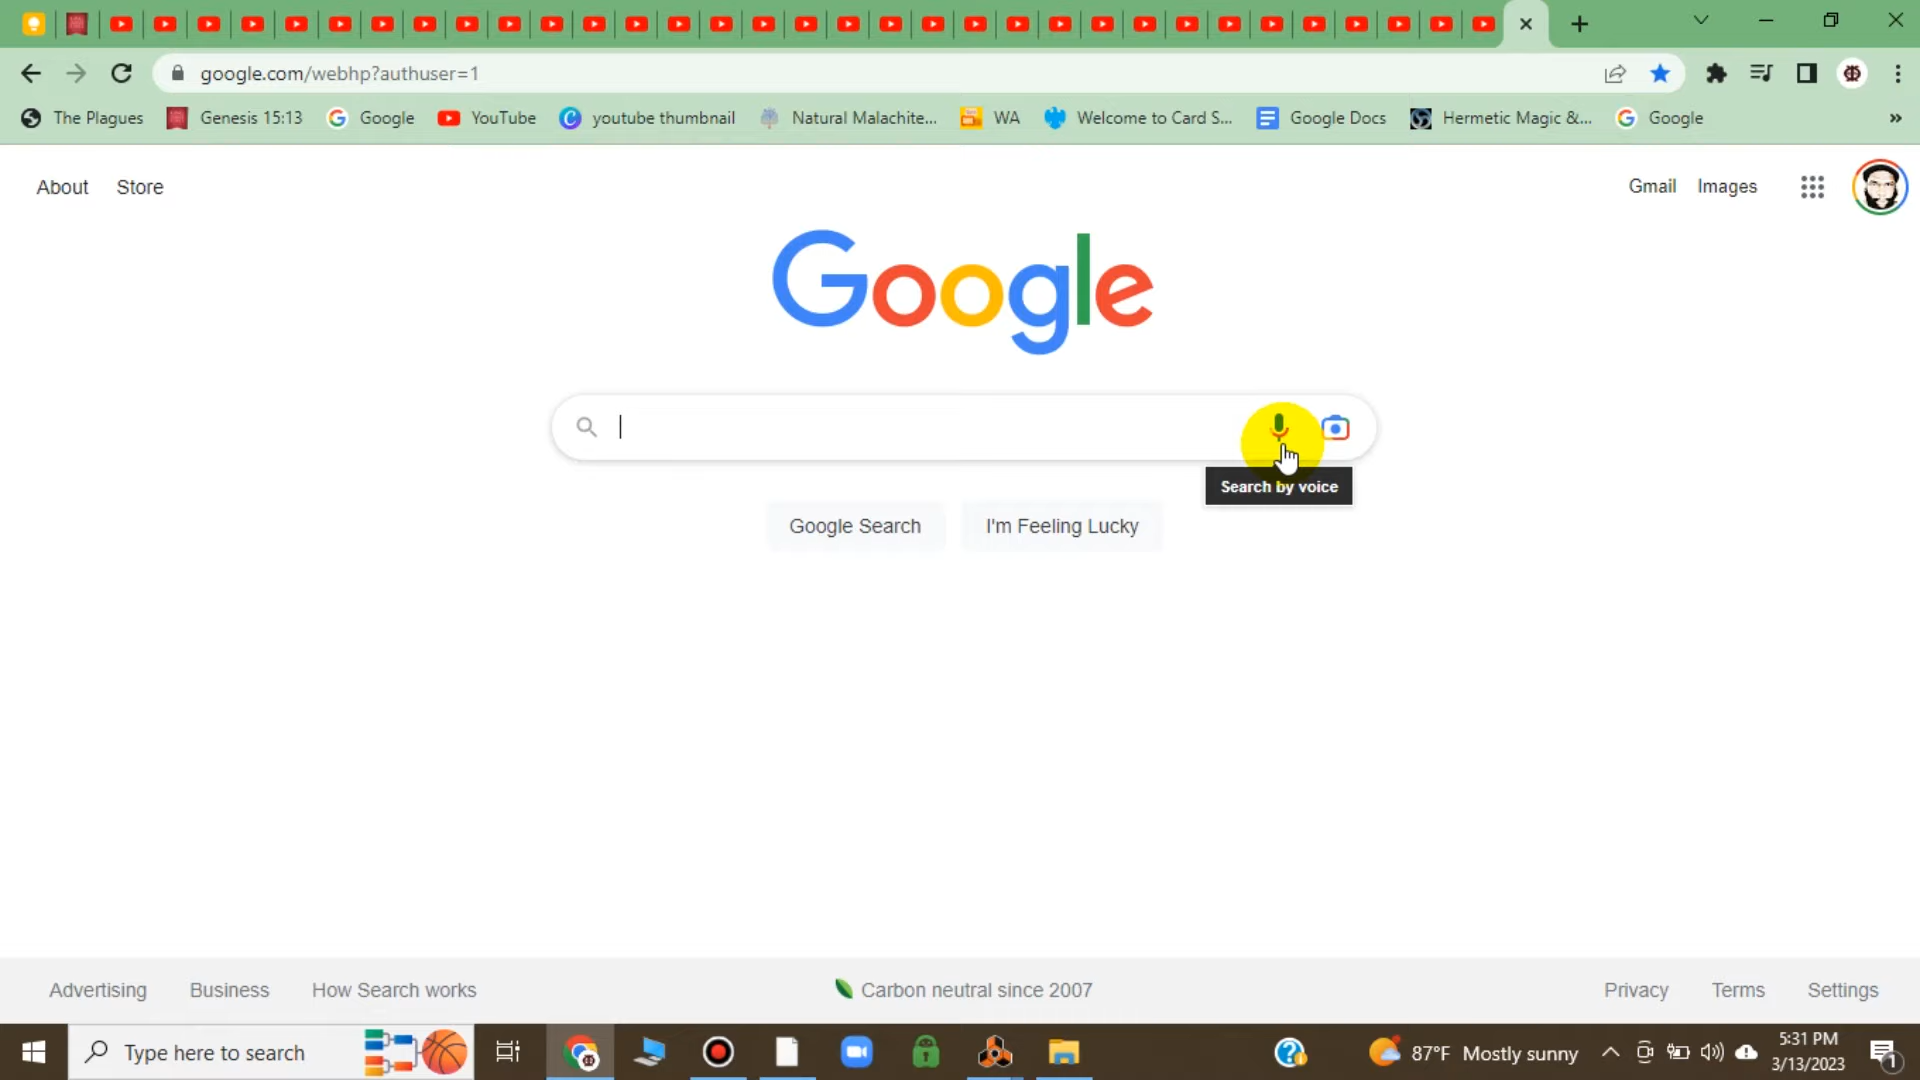 google.com/webhp?authuser=1
The Plagues Genesis 15:13 Google YouTube youtube thumbnail Natural Malachite... WA Welcome to Card S... Google Docs Hermetic Magic &... Google »
About Store Gmail Images
Google
Search by voice
Google Search I'm Feeling Lucky
Advertising Business How Search works Carbon neutral since 2007 Privacy Terms Settings
Type here to search 87°F Mostly sunny 5:31 PM
3/13/2023 1